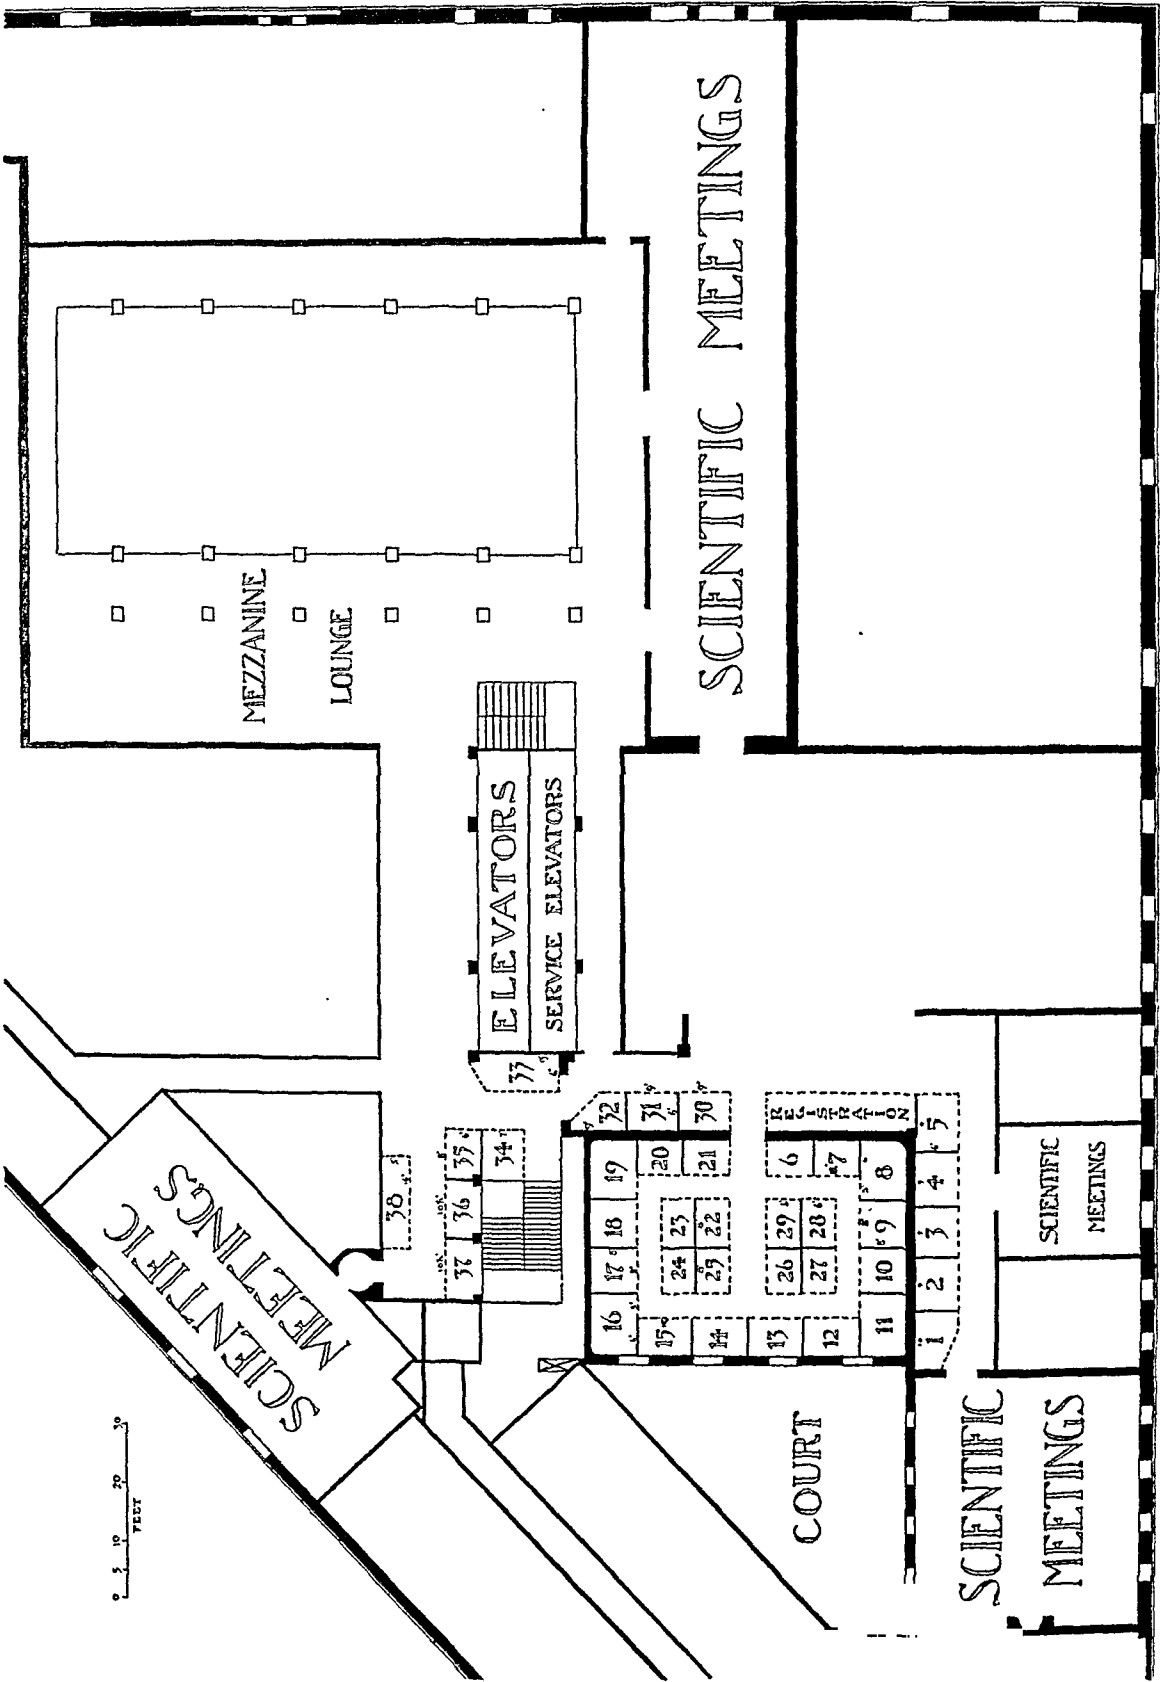 SCIENTIFIC MEETINGS
MEZZANINE
LOUNGE
ELEVATORS
SERVICE ELEVATORS
33
32
31
30
REGISTRATION
38
35
34
36
37
SCIENTIFIC
MEETINGS
19
20
21
18
17
16
23
22
24
25
15
14
13
12
11
6
7
8
29
28
26
27
9
10
5
4
3
2
1
SCIENTIFIC
MEETINGS
COURT
SCIENTIFIC
MEETINGS
0 5 10 20 30
FEET